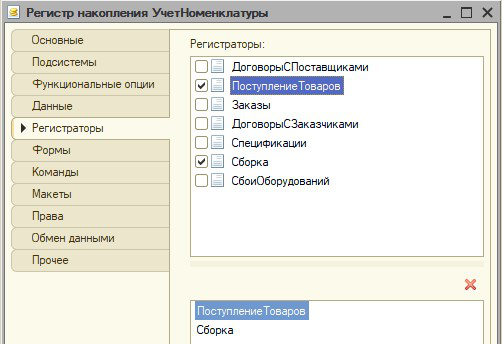 Регистр накопления УчетНоменклатуры
Основные
Подсистемы
Функциональные опции
Данные
Регистраторы
Формы
Команды
Макеты
Права
Обмен данными
Прочее
Регистраторы:
ДоговорыСПоставщиками
ПоступлениеТоваров
Заказы
ДоговорыСЗаказчиками
Спецификации
Сборка
СбоиОборудований
ПоступлениеТоваров
Сборка